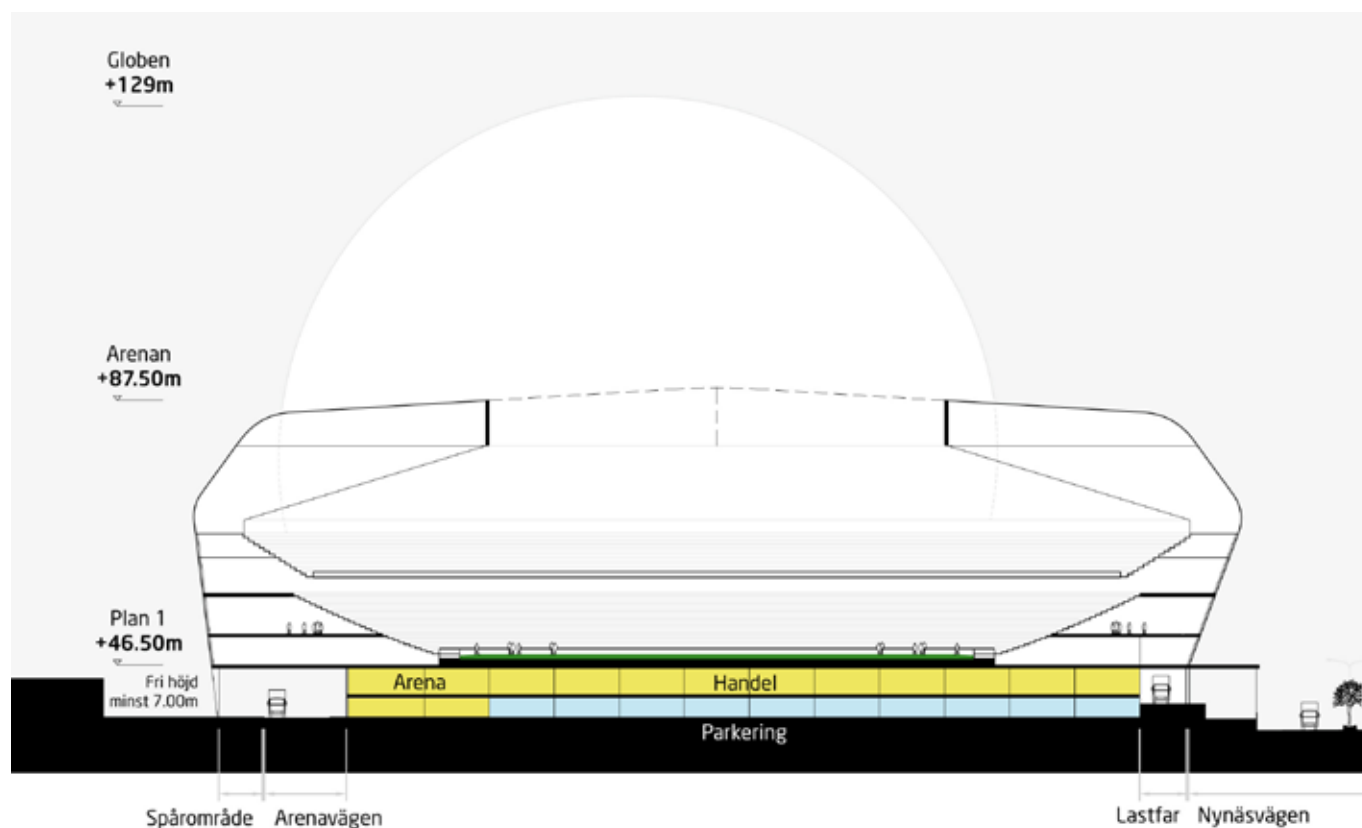 Globen
+129m
Arenan
+87.50m
Plan 1
+46.50m
Fri höjd
minst 7.00m
Arena
Handel
Parkering
Spårområde
Arenavägen
Lastfar
Nynäsvägen